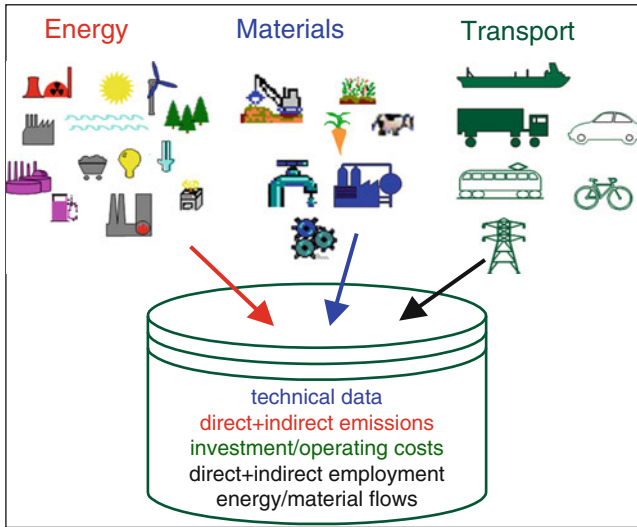 Energy Materials Transport
technical data
direct+indirect emissions
investment/operating costs
direct+indirect employment
energy/material flows